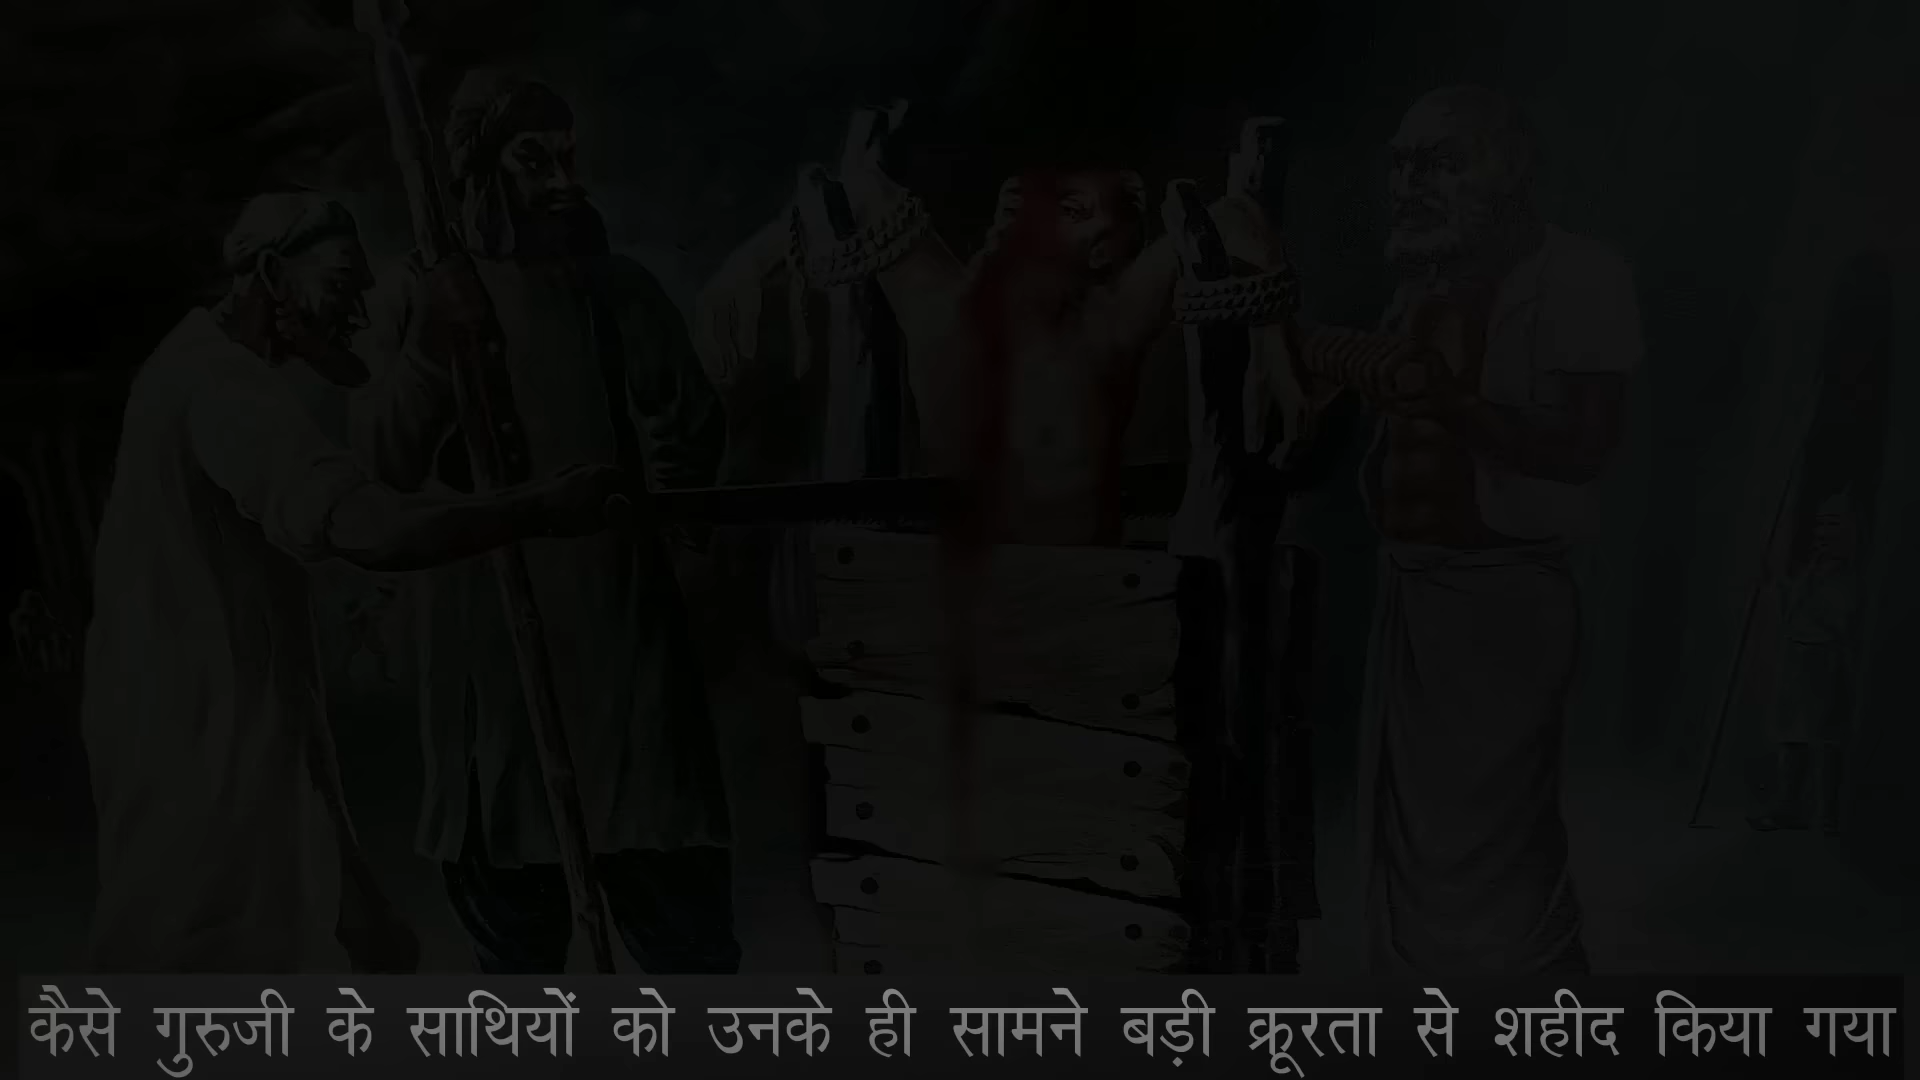 कैसे गुरुजी के साथियों को उनके ही सामने बड़ी क्रूरता से शहीद किया गया